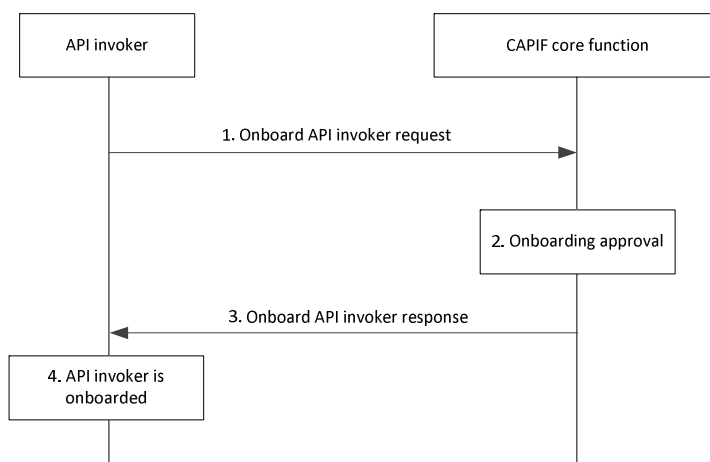 API invoker
CAPIF core function
1. Onboard API invoker request
2. Onboarding approval
3. Onboard API invoker response
4. API invoker is
onboarded